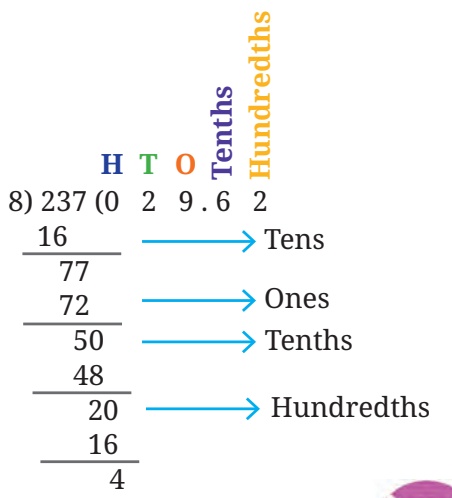 H T O Tenths Hundredths
8) 237 (0 2 9 . 6 2
16 Tens
77
72 Ones
50 Tenths
48
20 Hundredths
16
4